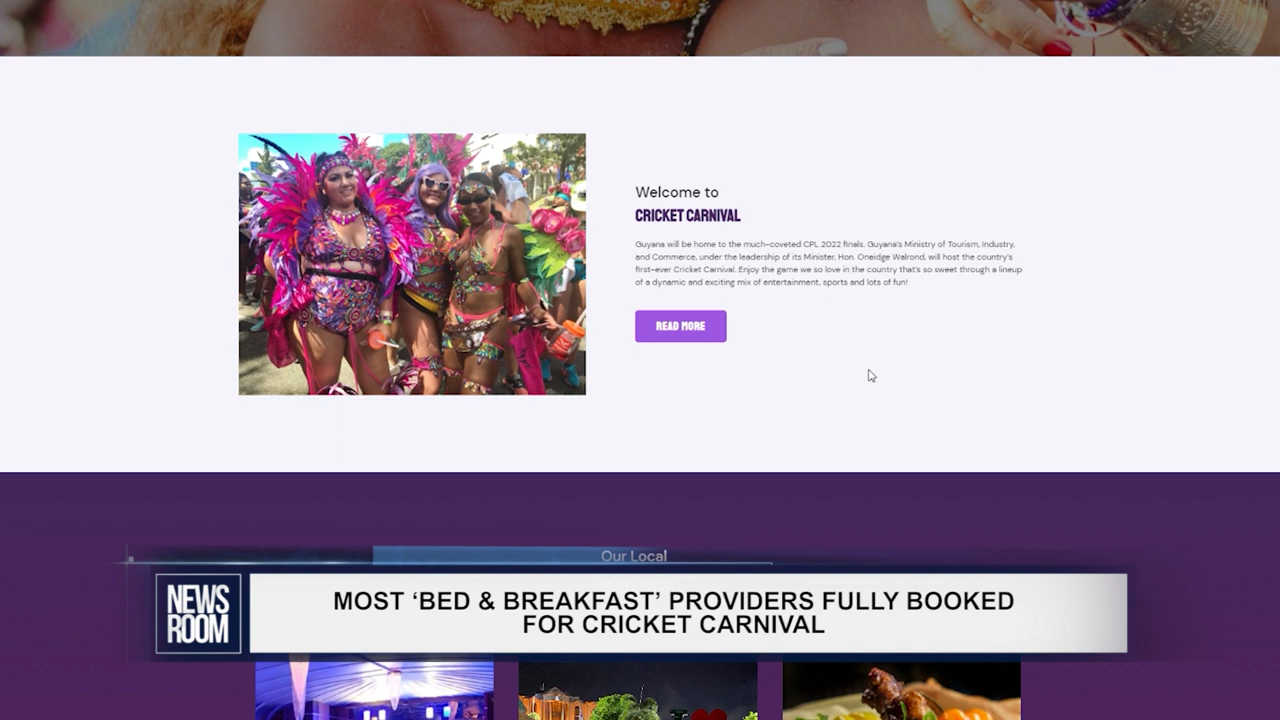 Welcome to
CRICKET CARNIVAL
Guyana will be home to the much-coveted CPL 2022 finals. Guyana's Ministry of Tourism, Industry,
and Commerce, under the leadership of its Minister, Hon. Oneidge Walrond, will host the country's
first-ever Cricket Carnival. Enjoy the game we so love in the country that's so sweet through a lineup
of a dynamic and exciting mix of entertainment, sports and lots of fun!
READ MORE
Our Local
NEWS
ROOM
MOST ‘BED & BREAKFAST’ PROVIDERS FULLY BOOKED
FOR CRICKET CARNIVAL